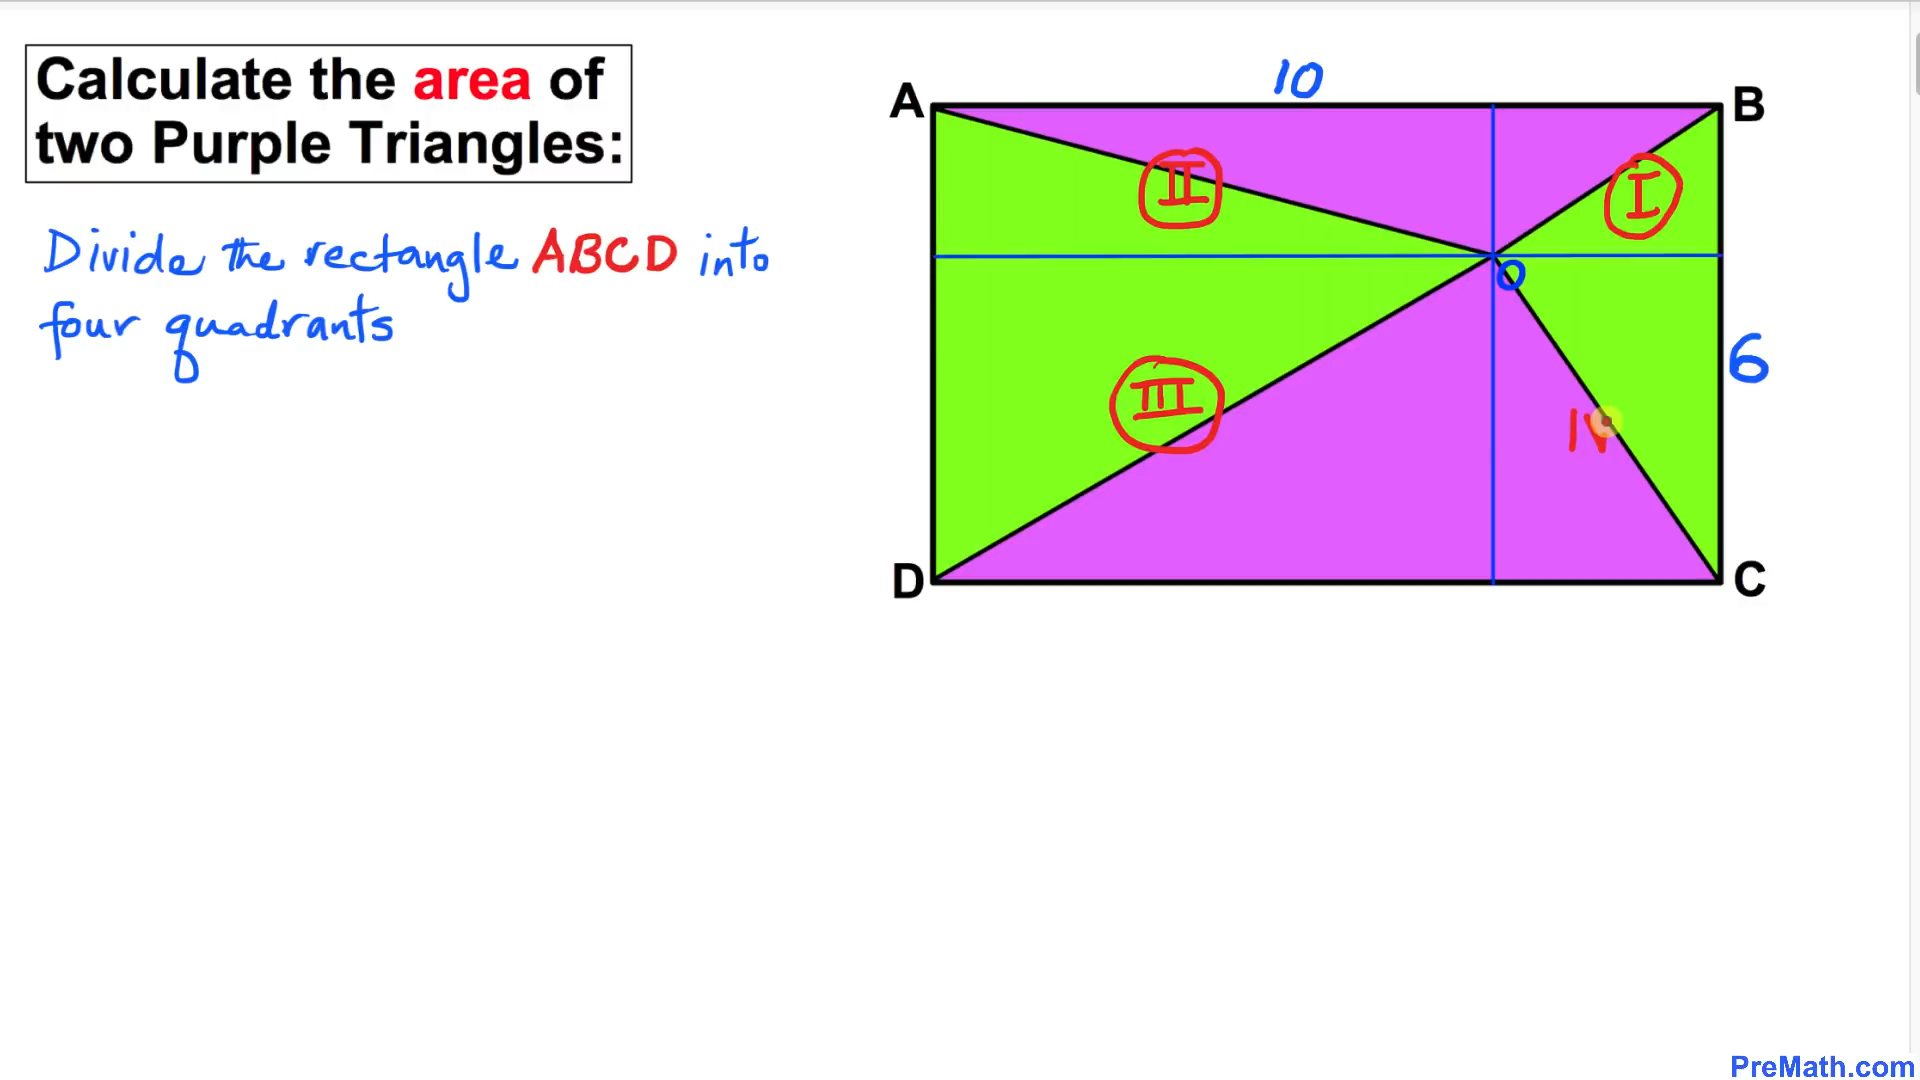 Calculate the area of
two Purple Triangles:
Divide the rectangle ABCD into
four quadrants
10
A
B
II
I
O
6
III
D
C
PreMath.com